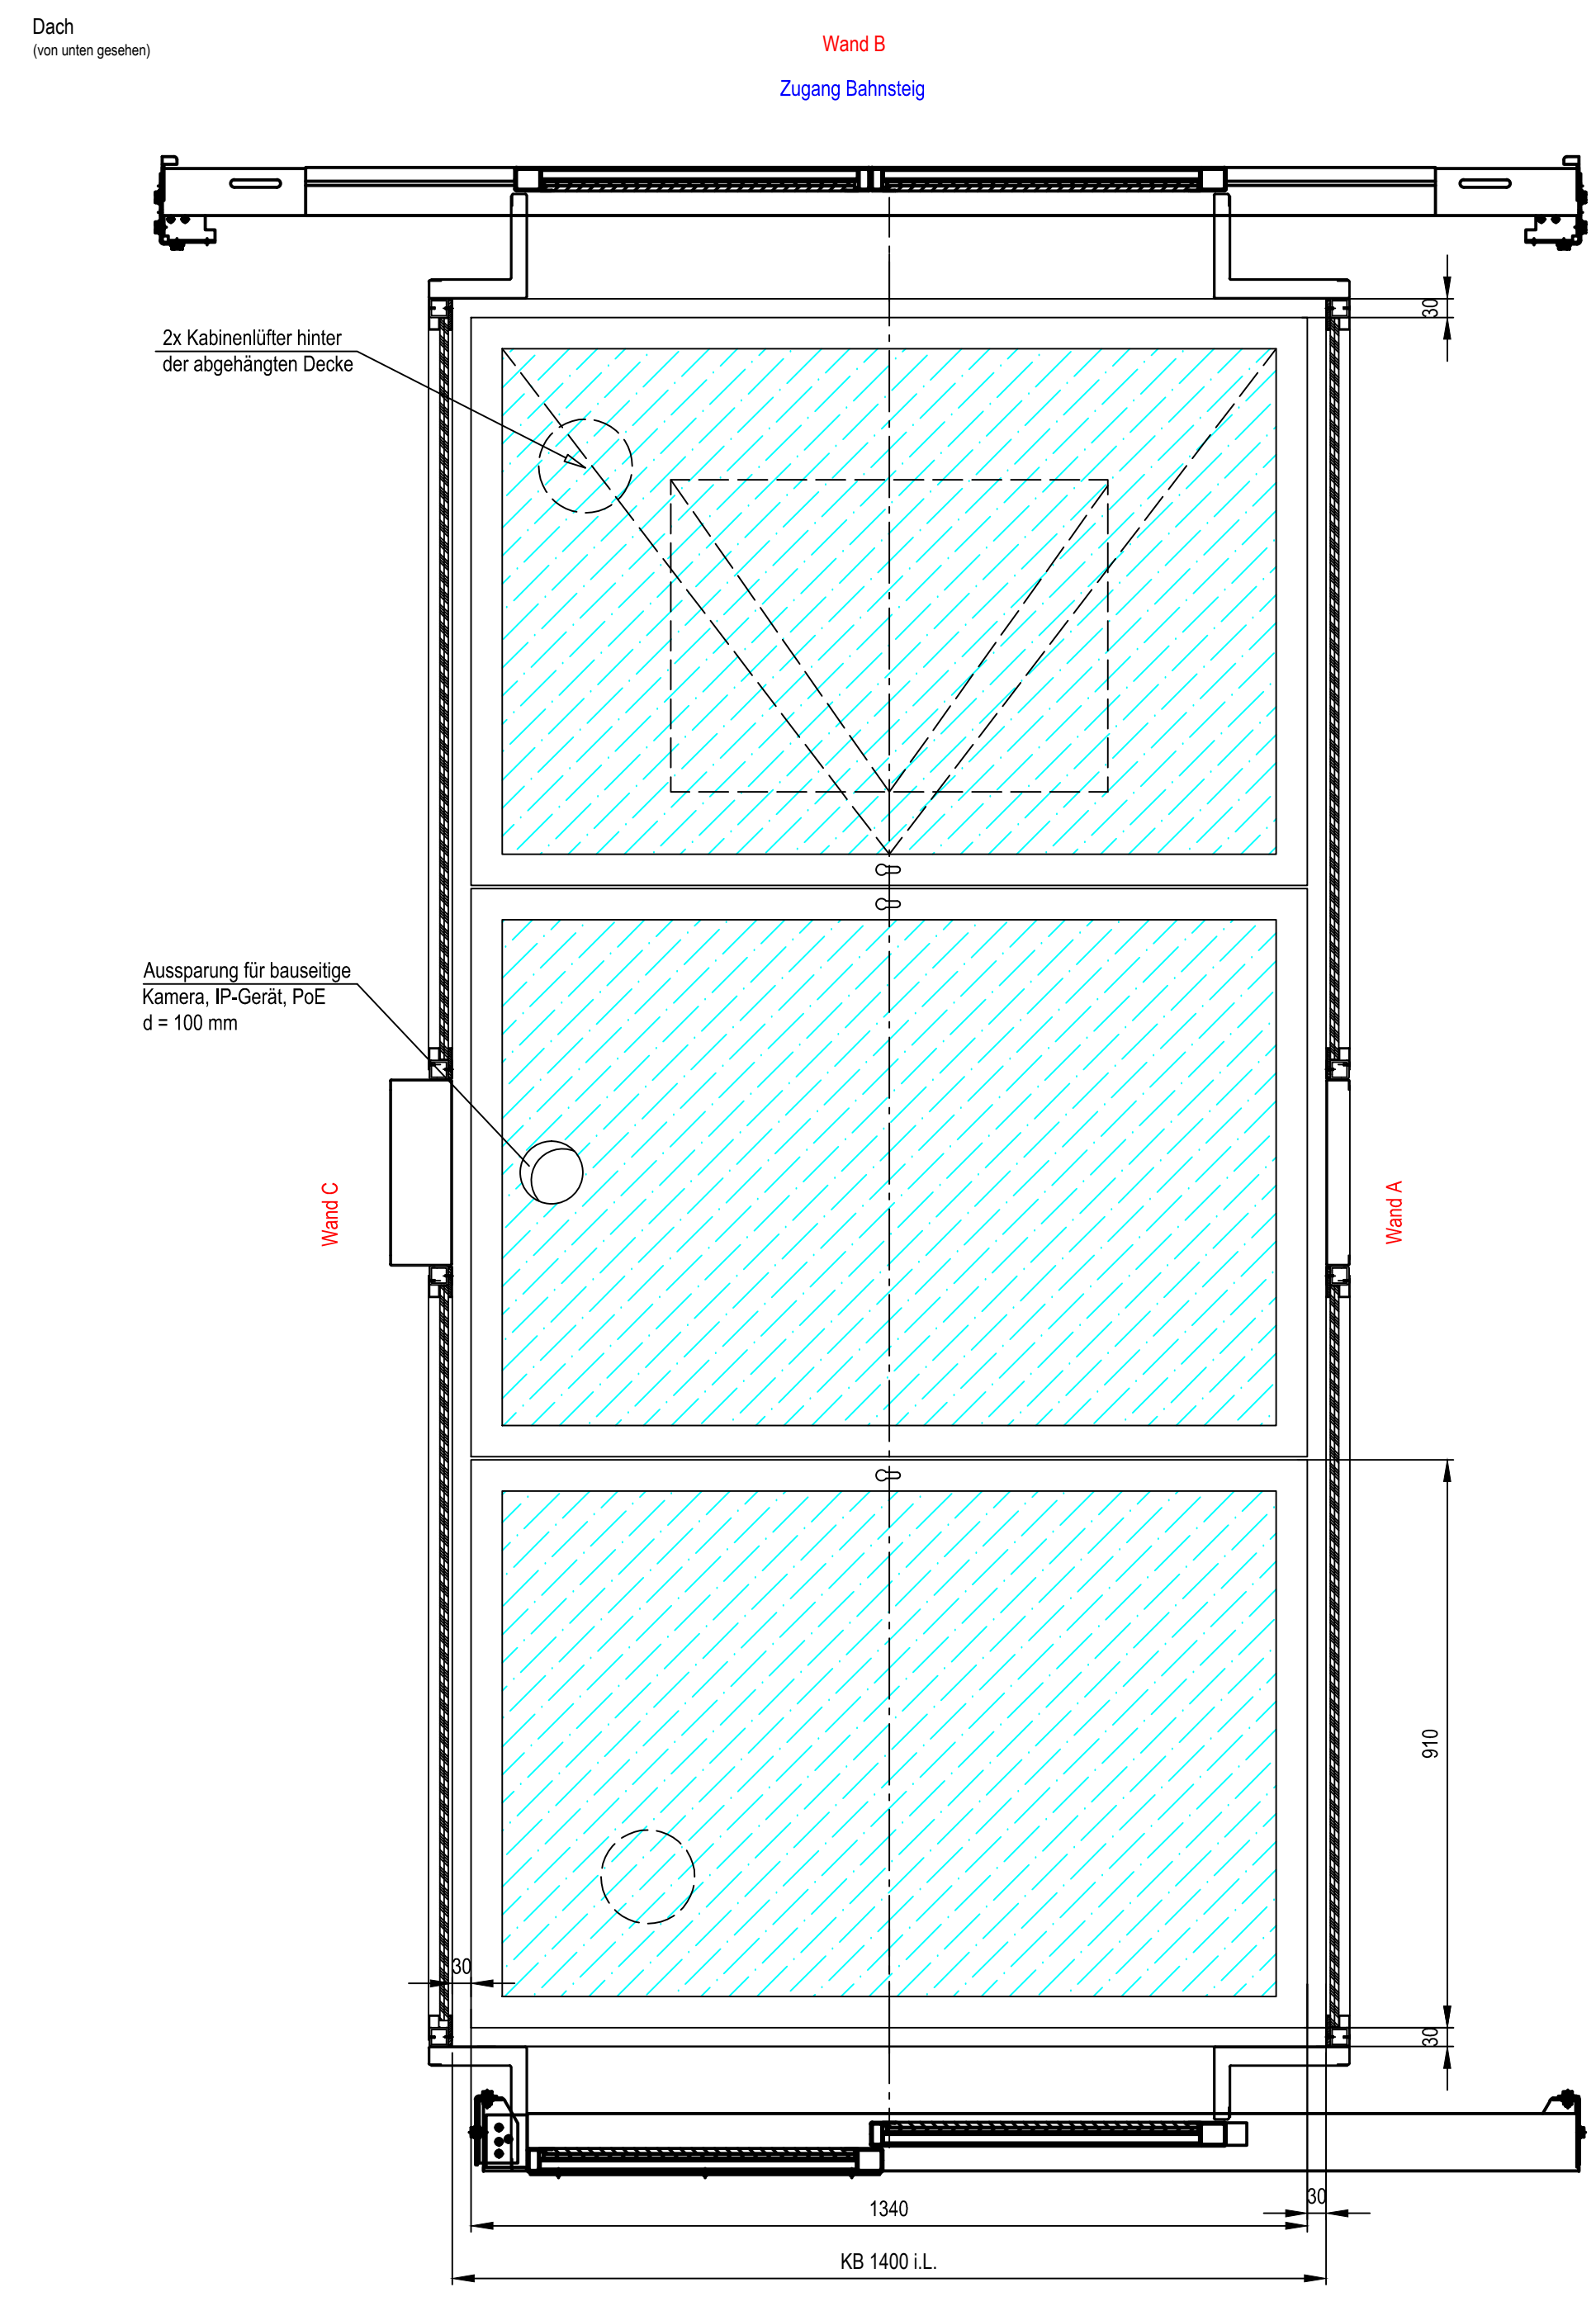 Dach
(von unten gesehen)
Wand B
Zugang Bahnsteig
30
2x Kabinenlüfter hinter
der abgehängten Decke
Aussparung für bauseitige
Kamera, IP-Gerät, PoE
d = 100 mm
Wand C
Wand A
910
30
30
30
1340
KB 1400 i.L.